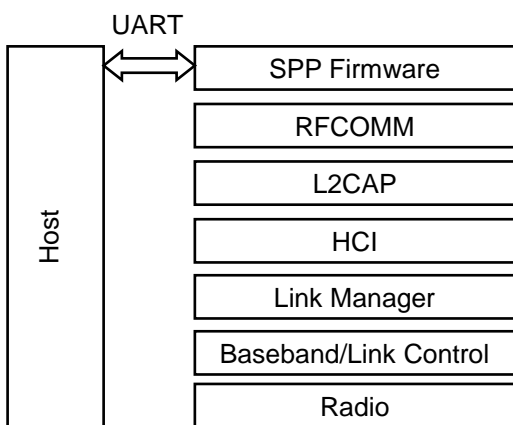 UART
SPP Firmware
RFCOMM
L2CAP
HCI
Host
Link Manager
Baseband/Link Control
Radio